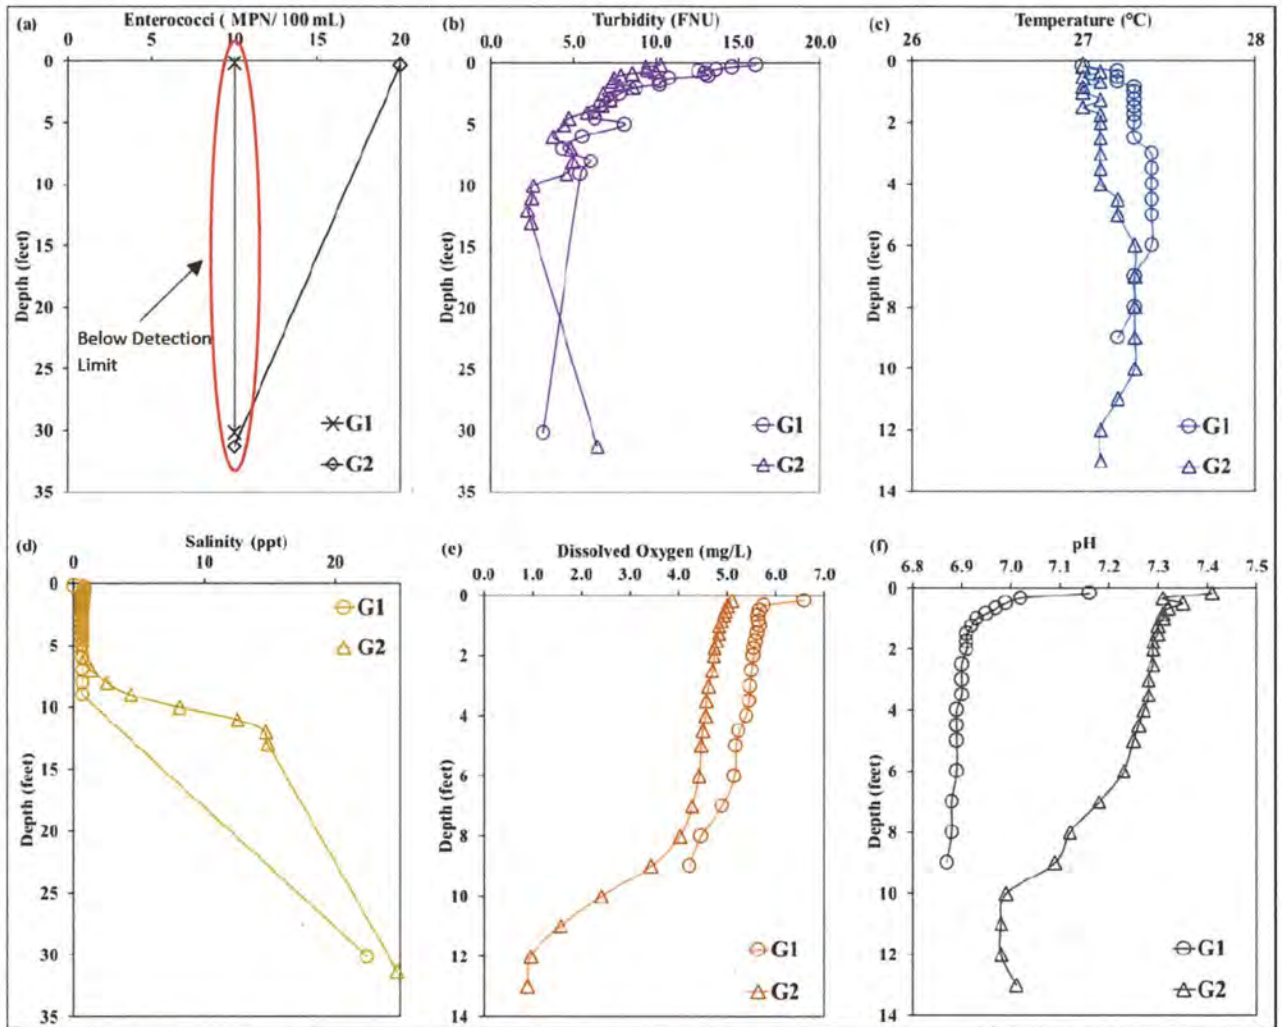 (a) Enterococi ( MPN/ 100 mL)
0 5 10 15 20
0
5
10
15
20
25
30
35
Depth (feet)
Below Detection
Limit
G1
G2
(b) Turbidity (FNU)
0.0 5.0 10.0 15.0 20.0
0
5
10
15
20
25
30
35
Depth (feet)
G1
G2
(c) Temperature (°C)
26 27 28
0
2
4
6
8
10
12
14
Depth (feet)
G1
G2
(d) Salinity (ppt)
0 10 20
0
5
10
15
20
25
30
35
Depth (feet)
G1
G2
(e) Dissolved Oxygen (mg/L)
0.0 1.0 2.0 3.0 4.0 5.0 6.0 7.0
0
2
4
6
8
10
12
14
Depth (feet)
G1
G2
(f) pH
6.8 6.9 7.0 7.1 7.2 7.3 7.4 7.5
0
2
4
6
8
10
12
14
Depth (feet)
G1
G2